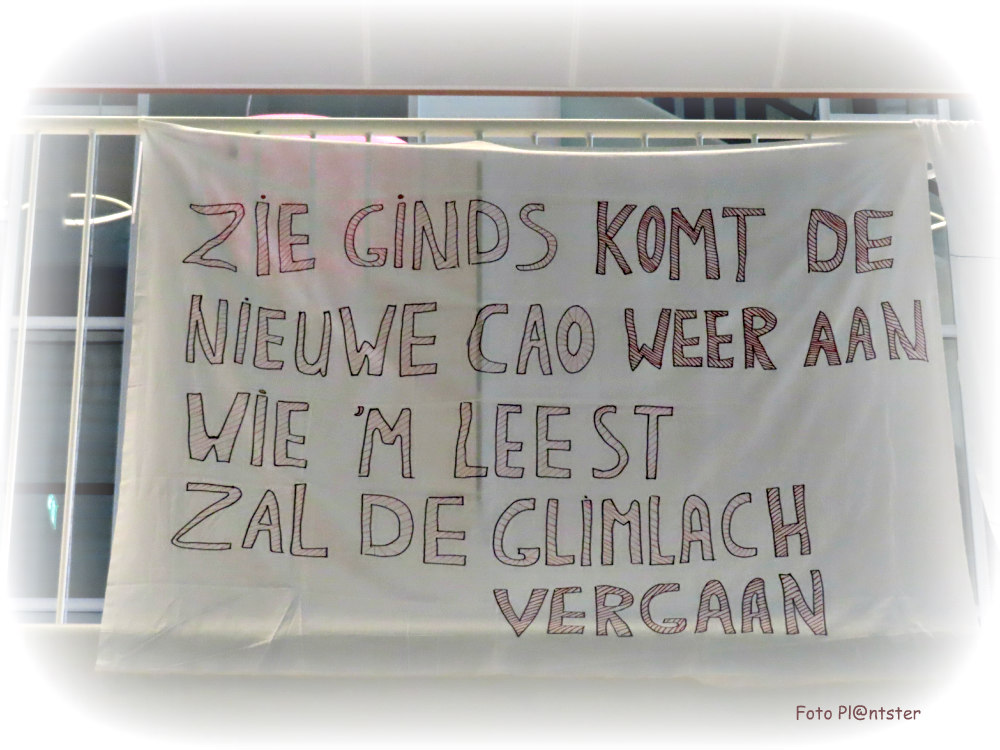 ZIE GINDS KOMT DE
NIEUWE CAO WEER AAN
WIE 'M LEEST
ZAL DE GLIMLACH
VERGAAN
Foto Pl@ntster